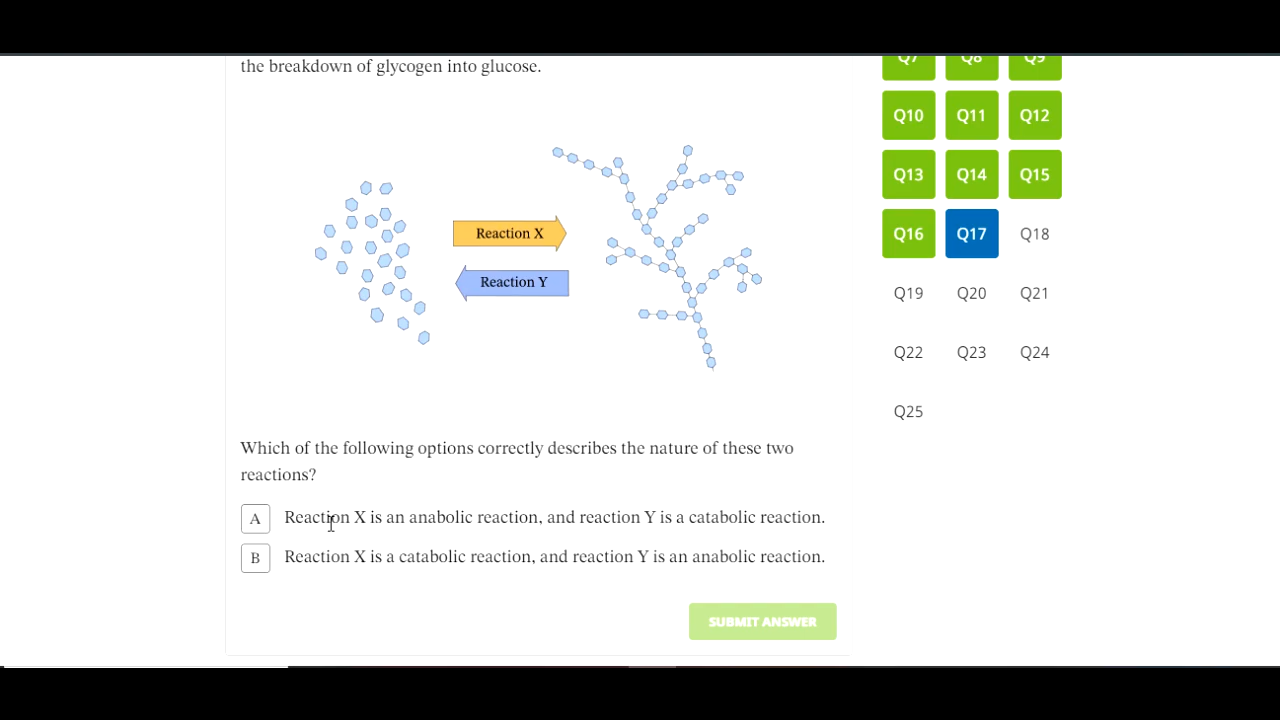 the breakdown of glycogen into glucose.
Reaction X
Reaction Y
Which of the following options correctly describes the nature of these two
reactions?
A Reaction X is an anabolic reaction, and reaction Y is a catabolic reaction.
B Reaction X is a catabolic reaction, and reaction Y is an anabolic reaction.
SUBMIT ANSWER
Q7 Q8 Q9
Q10 Q11 Q12
Q13 Q14 Q15
Q16 Q17 Q18
Q19 Q20 Q21
Q22 Q23 Q24
Q25